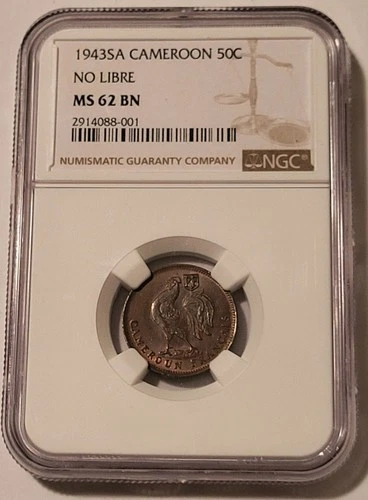 1943SA CAMEROON 50C
NO LIBRE
MS 62 BN
2914088-001
NUMISMATIC GUARANTY COMPANY
NGC®
CAMEROUN FRANÇAIS